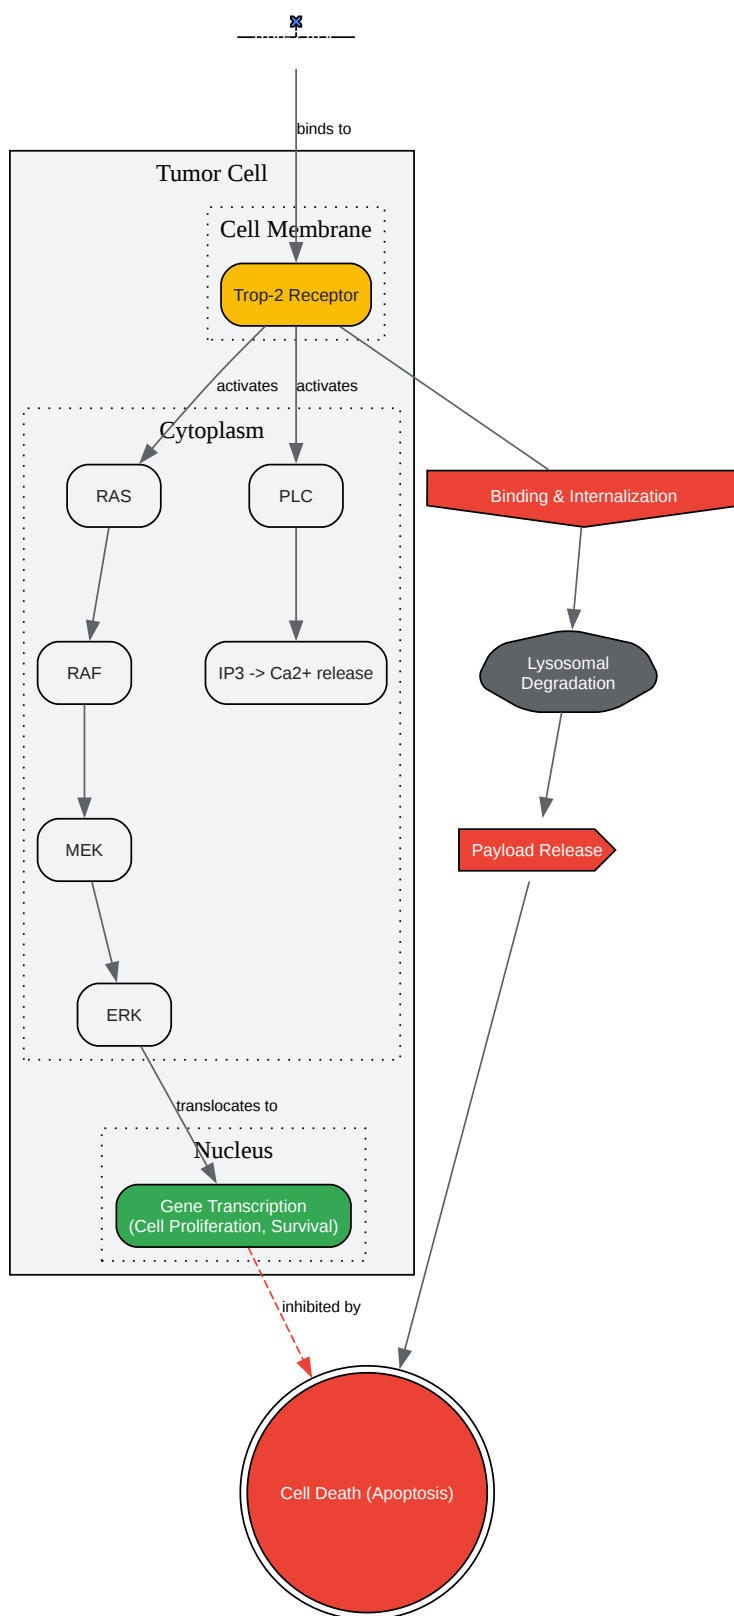 binds to
Tumor Cell
Cell Membrane
Trop-2 Receptor
activates
activates
Cytoplasm
RAS
PLC
Binding & Internalization
RAF
IP3 -> Ca2+ release
Lysosomal
Degradation
MEK
Payload Release
ERK
translocates to
Nucleus
Gene Transcription
(Cell Proliferation, Survival)
inhibited by
Cell Death (Apoptosis)